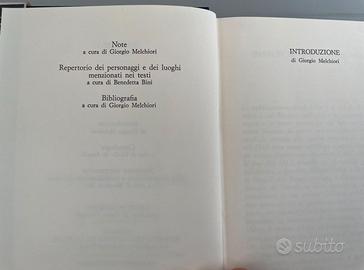 Note
a cura di Giorgio Melchiori
Repertorio dei personaggi e dei luoghi
menzionati nei testi
a cura di Benedetta Bini
Bibliografia
a cura di Giorgio Melchiori
INTRODUZIONE
di Giorgio Melchiori
subito